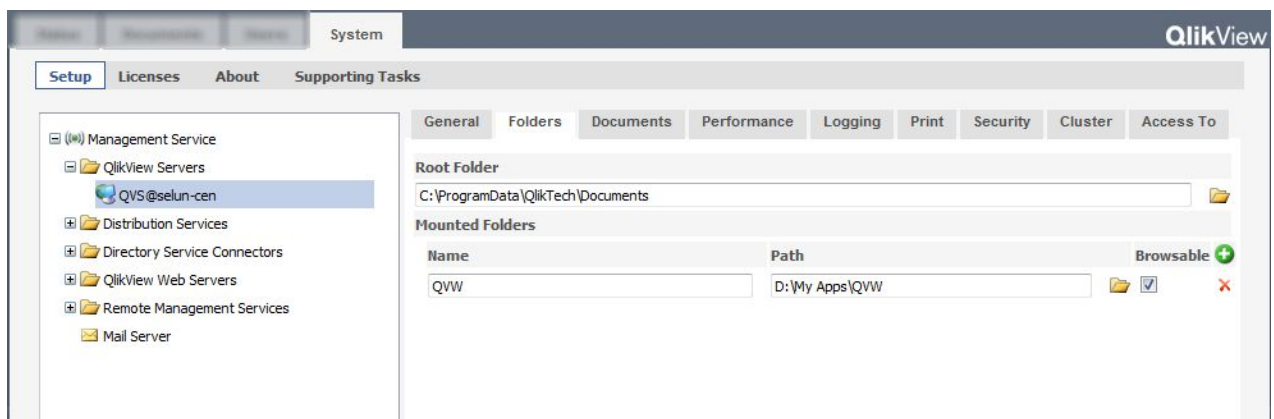 System
QlikView
Setup Licenses About Supporting Tasks
Management Service
QlikView Servers
QVS@selun-cen
Distribution Services
Directory Service Connectors
QlikView Web Servers
Remote Management Services
Mail Server
General Folders Documents Performance Logging Print Security Cluster Access To
Root Folder
C:\ProgramData\QlikTech\Documents
Mounted Folders
Name Path Browsable
QVW D:\My Apps\QVW